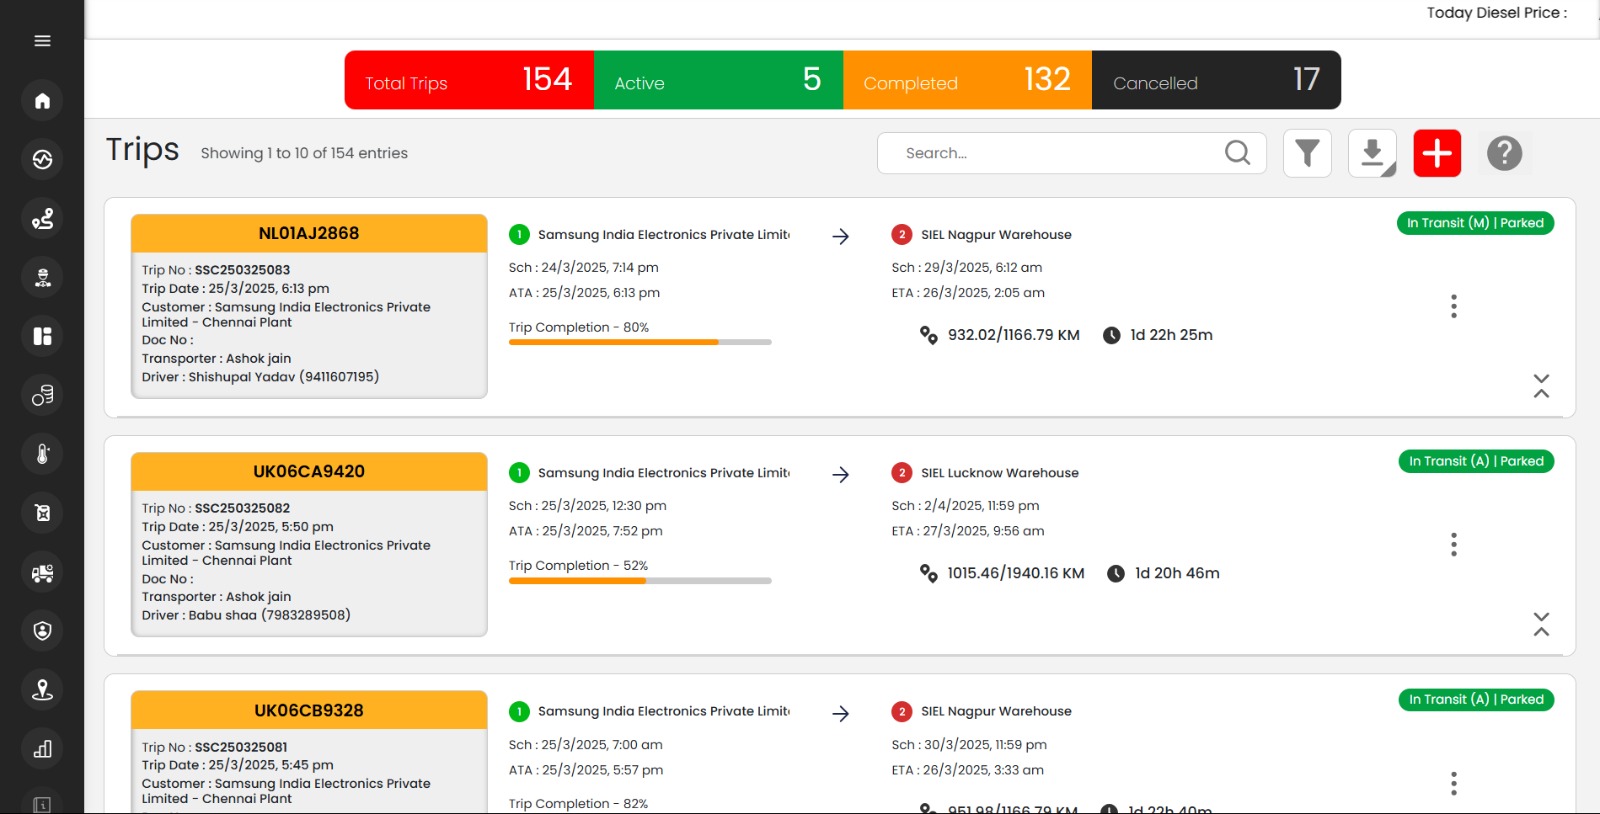 Today Diesel Price :
Total Trips 154 Active 5 Completed 132 Cancelled 17
Trips Showing 1 to 10 of 154 entries Search...
NL01AJ2868
Trip No : SSC250325083
Trip Date : 25/3/2025, 6:13 pm
Customer : Samsung India Electronics Private
Limited - Chennai Plant
Doc No :
Transporter : Ashok jain
Driver : Shishupal Yadav (9411607195)
1 Samsung India Electronics Private Limit
Sch : 24/3/2025, 7:14 pm
ATA : 25/3/2025, 6:13 pm
Trip Completion - 80%
2 SIEL Nagpur Warehouse
Sch : 29/3/2025, 6:12 am
ETA : 26/3/2025, 2:05 am
932.02/1166.79 KM 1d 22h 25m
In Transit (M) | Parked
UK06CA9420
Trip No : SSC250325082
Trip Date : 25/3/2025, 5:50 pm
Customer : Samsung India Electronics Private
Limited - Chennai Plant
Doc No :
Transporter : Ashok jain
Driver : Babu shaa (7983289508)
1 Samsung India Electronics Private Limit
Sch : 25/3/2025, 12:30 pm
ATA : 25/3/2025, 7:52 pm
Trip Completion - 52%
2 SIEL Lucknow Warehouse
Sch : 2/4/2025, 11:59 pm
ETA : 27/3/2025, 9:56 am
1015.46/1940.16 KM 1d 20h 46m
In Transit (A) | Parked
UK06CB9328
Trip No : SSC250325081
Trip Date : 25/3/2025, 5:45 pm
Customer : Samsung India Electronics Private
Limited - Chennai Plant
1 Samsung India Electronics Private Limit
Sch : 25/3/2025, 7:00 am
ATA : 25/3/2025, 5:57 pm
Trip Completion - 82%
2 SIEL Nagpur Warehouse
Sch : 30/3/2025, 11:59 pm
ETA : 26/3/2025, 3:33 am
951.98/1166.79 KM 1d 22h 40m
In Transit (A) | Parked